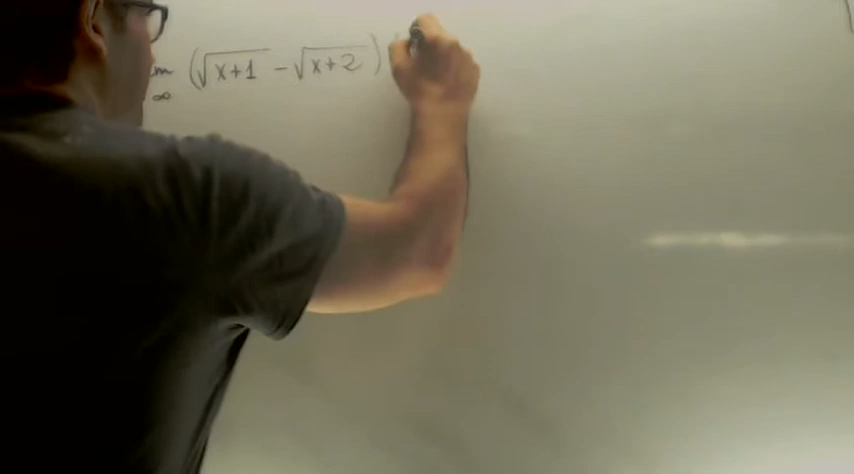 m (√x+1 - √x+2)
∞